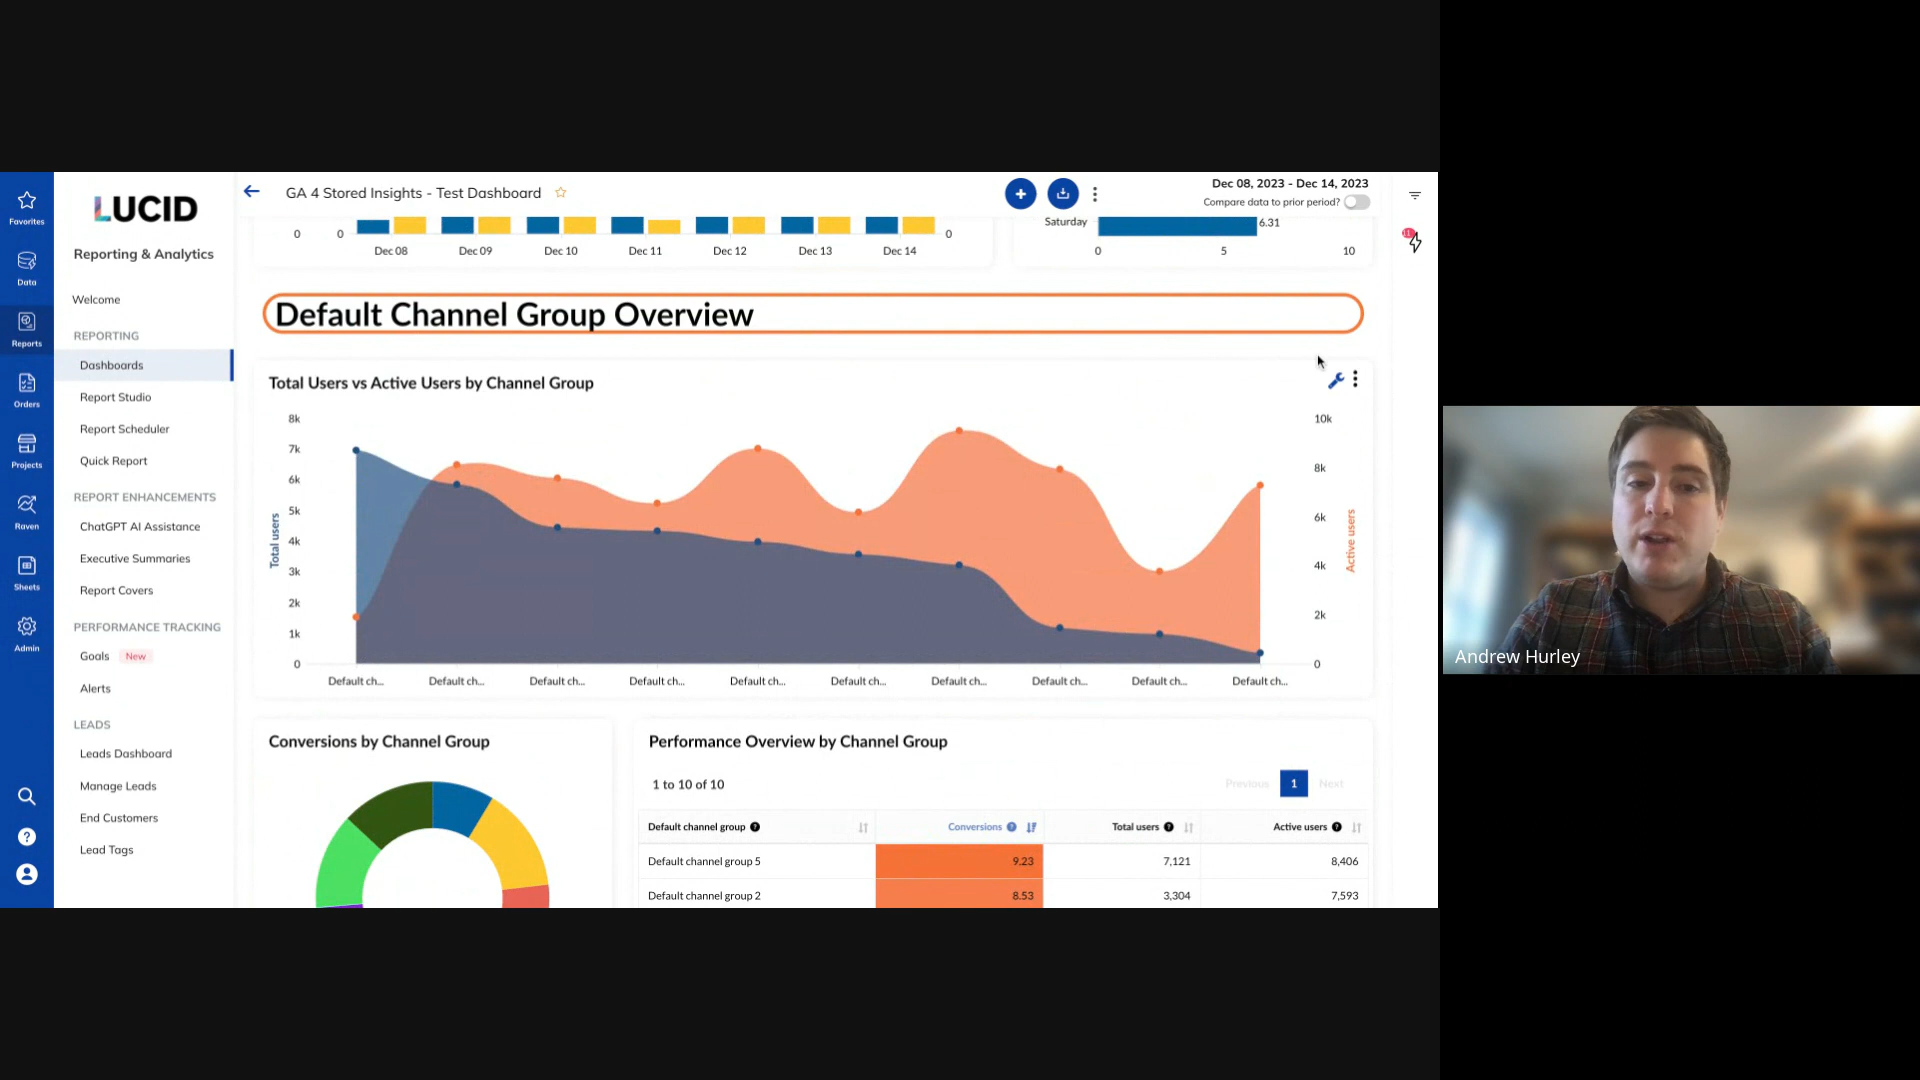 GA 4 Stored Insights - Test Dashboard
Dec 08, 2023 - Dec 14, 2023
Compare data to prior period?
Favorites
Data
Reports
Orders
Projects
Raven
Sheets
Admin
LUCID
Reporting & Analytics
Welcome
REPORTING
Dashboards
Report Studio
Report Scheduler
Quick Report
REPORT ENHANCEMENTS
ChatGPT AI Assistance
Executive Summaries
Report Covers
PERFORMANCE TRACKING
Goals New
Alerts
LEADS
Leads Dashboard
Manage Leads
End Customers
Lead Tags
0 0 0
Dec 08 Dec 09 Dec 10 Dec 11 Dec 12 Dec 13 Dec 14
Saturday 6.31
0 5 10
Default Channel Group Overview
Total Users vs Active Users by Channel Group
8k
7k
6k
5k
4k
3k
2k
1k
0
Total users
10k
8k
6k
4k
2k
0
Active users
Default ch... Default ch... Default ch... Default ch... Default ch... Default ch... Default ch... Default ch... Default ch... Default ch...
Conversions by Channel Group
Performance Overview by Channel Group
1 to 10 of 10
Previous 1 Next
Default channel group Conversions Total users Active users
Default channel group 5 9.23 7,121 8,406
Default channel group 2 8.53 3,304 7,593
Andrew Hurley